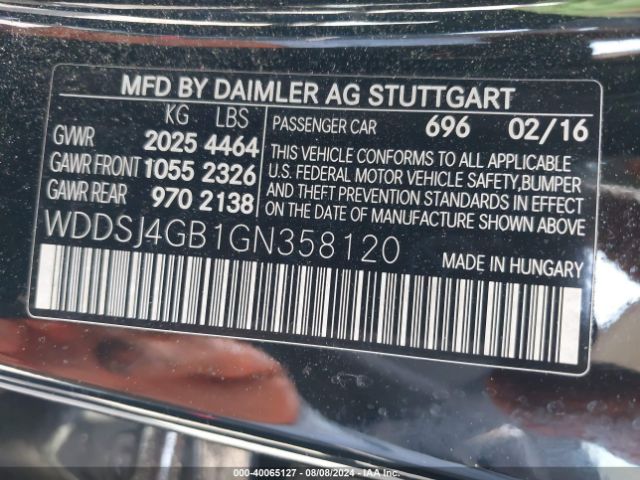 MFD BY DAIMLER AG STUTTGART
KG LBS
GVWR 2025 4464
GAWR FRONT 1055 2326
GAWR REAR 970 2138
PASSENGER CAR 696 02/16
THIS VEHICLE CONFORMS TO ALL APPLICABLE
U.S. FEDERAL MOTOR VEHICLE SAFETY,BUMPER
AND THEFT PREVENTION STANDARDS IN EFFECT
ON THE DATE OF MANUFACTURE SHOWN ABOVE
WDDSJ4GB1GN358120
MADE IN HUNGARY
000-40065127 - 08/08/2024 - IAA Inc.